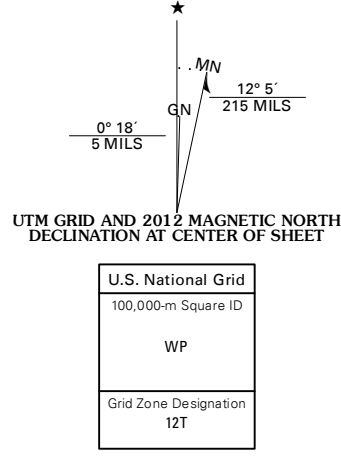 ★
MN
12° 5´
215 MILS
GN
0° 18´
5 MILS
UTM GRID AND 2012 MAGNETIC NORTH
DECLINATION AT CENTER OF SHEET
U.S. National Grid
100,000-m Square ID
WP
Grid Zone Designation
12T